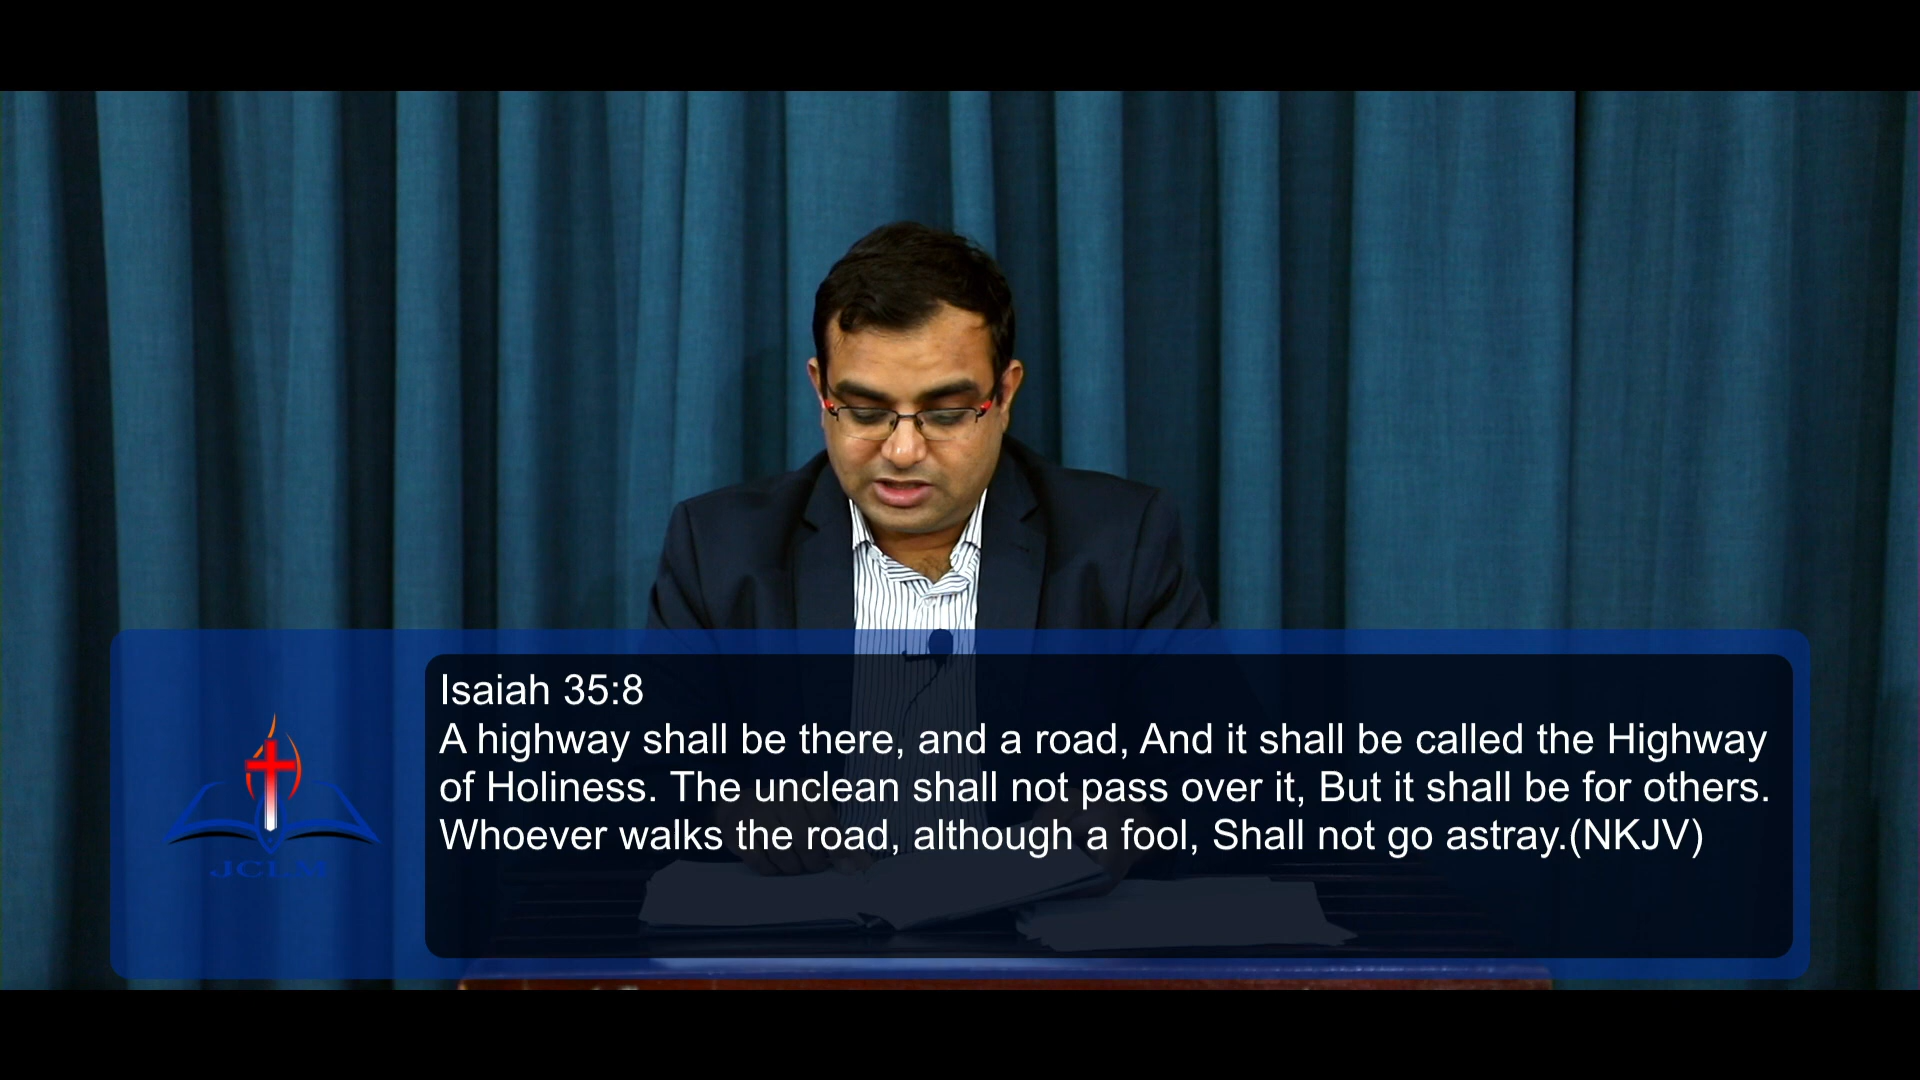 Isaiah 35:8
A highway shall be there, and a road, And it shall be called the Highway
of Holiness. The unclean shall not pass over it, But it shall be for others.
Whoever walks the road, although a fool, Shall not go astray.(NKJV)
JCLM